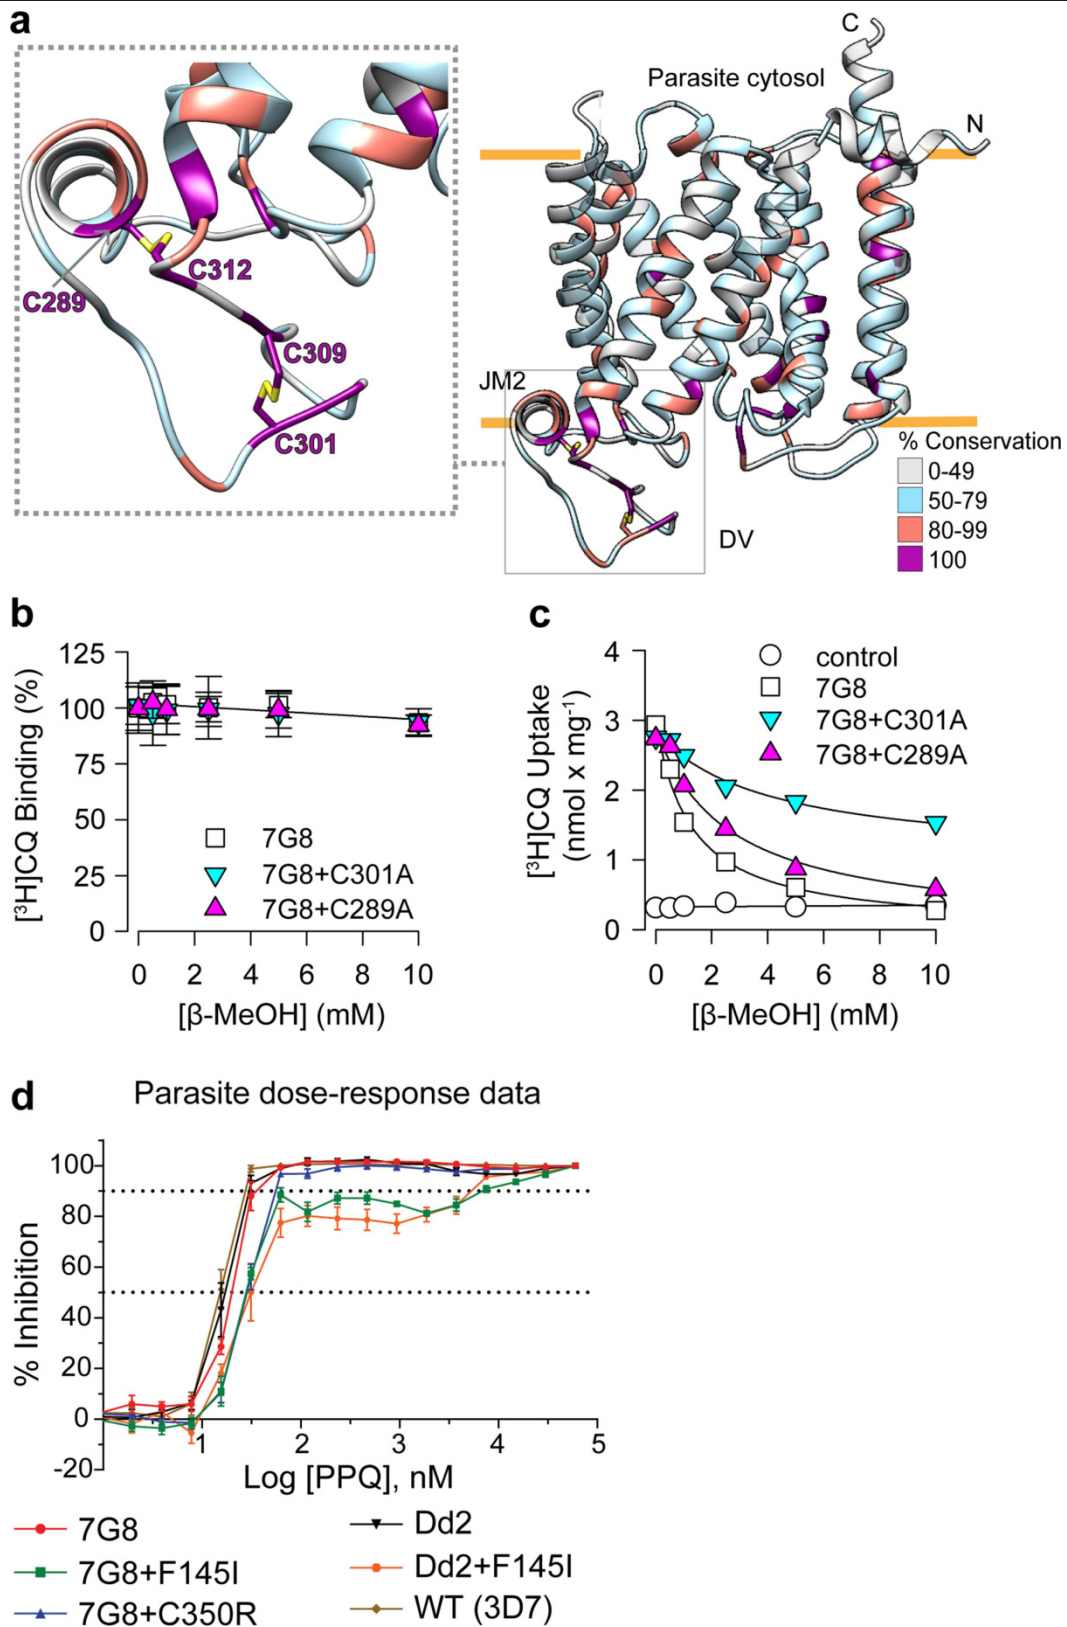 a
C
Parasite cytosol
N
C312
C289
C309
C301
JM2
DV
% Conservation
0-49
50-79
80-99
100
b
125
100
75
50
25
0
[³H]CQ Binding (%)
7G8
7G8+C301A
7G8+C289A
0 2 4 6 8 10
[β-MeOH] (mM)
c
4
3
2
1
0
[³H]CQ Uptake
(nmol x mg⁻¹)
control
7G8
7G8+C301A
7G8+C289A
0 2 4 6 8 10
[β-MeOH] (mM)
d
Parasite dose-response data
100
80
60
40
20
0
-20
% Inhibition
1 2 3 4 5
Log [PPQ], nM
7G8
7G8+F145I
7G8+C350R
Dd2
Dd2+F145I
WT (3D7)